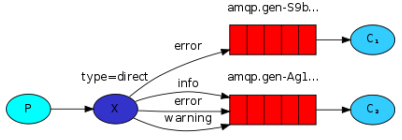 amqp.gen-S9b...
error
C₁
type=direct
info
amqp.gen-Ag1...
P
X
error
warning
C₂